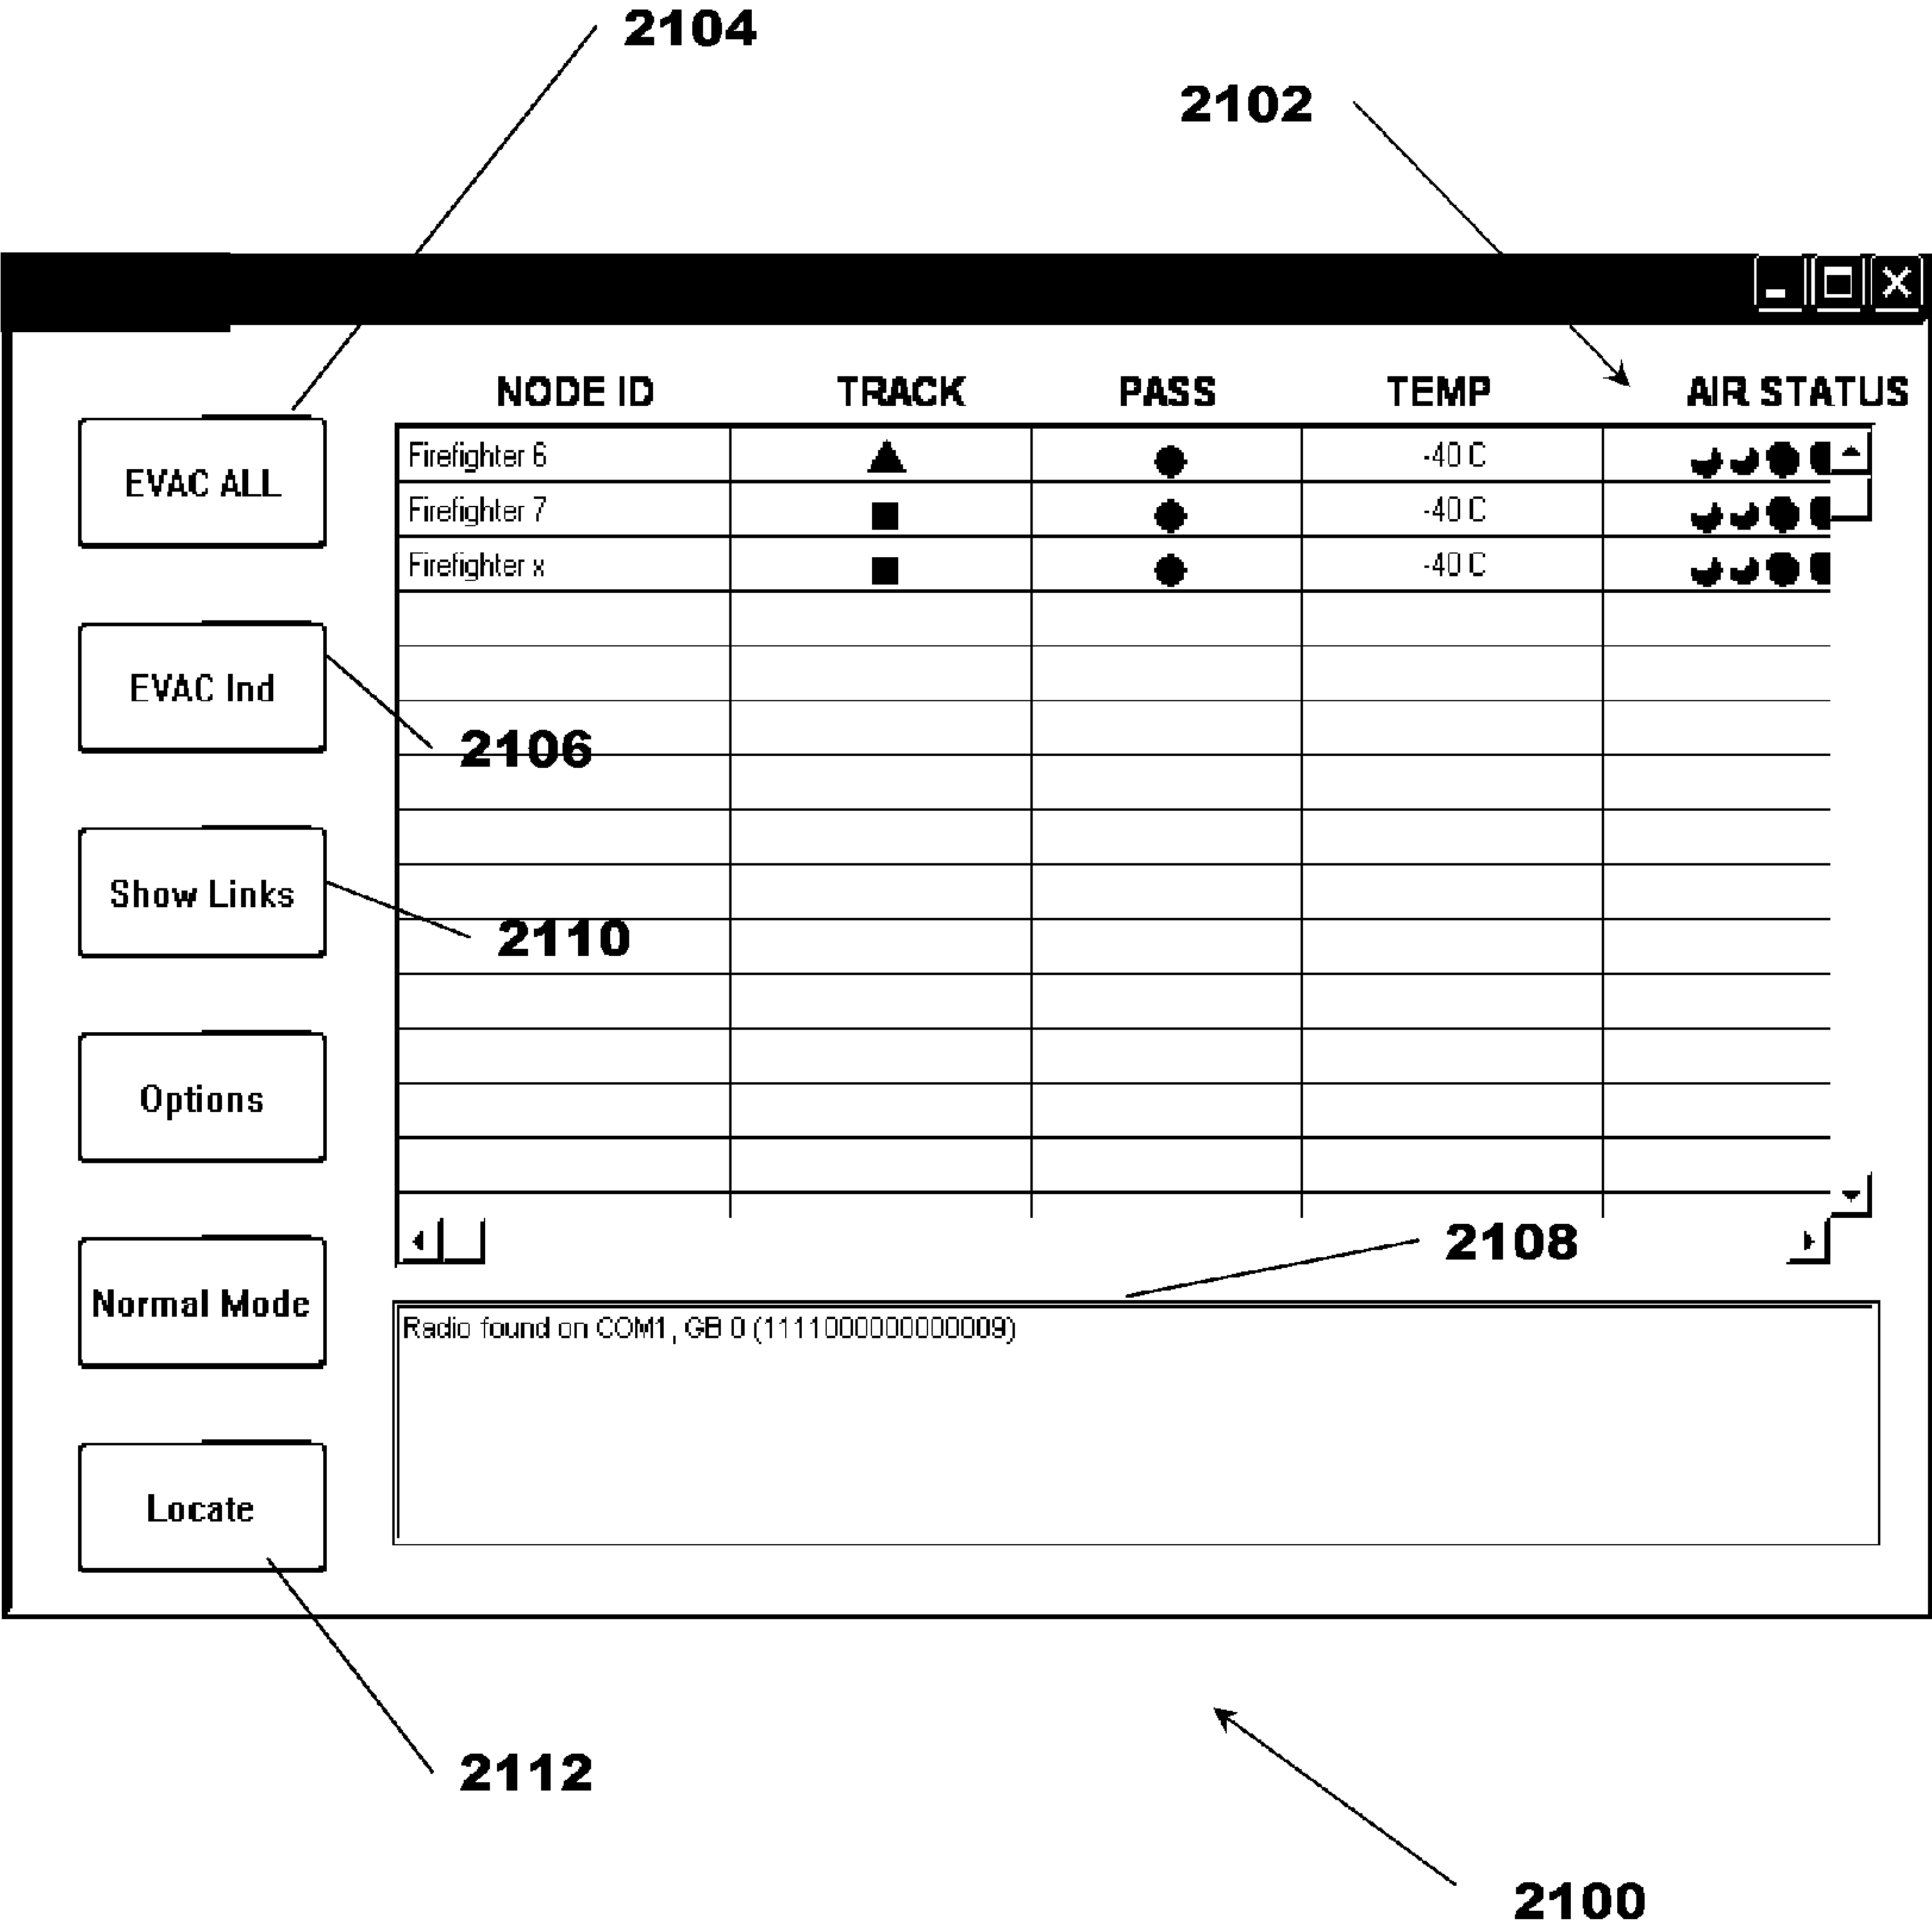 2104
2102
NODE ID TRACK PASS TEMP AIR STATUS
EVAC ALL
Firefighter 6 -40 C
Firefighter 7 -40 C
Firefighter x -40 C
EVAC Ind
2106
Show Links
2110
Options
Normal Mode
2108
Radio found on COM1, GB 0 (1111000000000009)
Locate
2112
2100